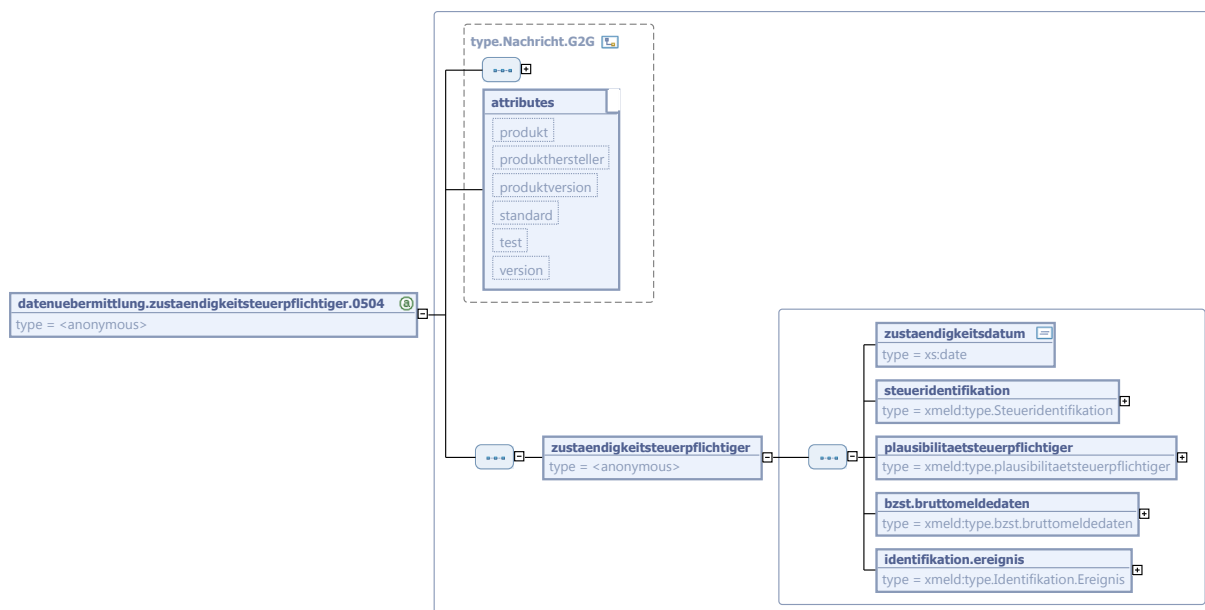 type.Nachricht.G2G
attributes
produkt
produkthersteller
produktversion
standard
test
version
datenuebermittlung.zustaendigkeitsteuerpflichtiger.0504
type = <anonymous>
zustaendigkeitsteuerpflichtiger
type = <anonymous>
zustaendigkeitsdatum
type = xs:date
steueridentifikation
type = xmeld:type.Steueridentifikation
plausibilitaetsteuerpflichtiger
type = xmeld:type.plausibilitaetsteuerpflichtiger
bzst.bruttomeldedaten
type = xmeld:type.bzst.bruttomeldedaten
identifikation.ereignis
type = xmeld:type.Identifikation.Ereignis